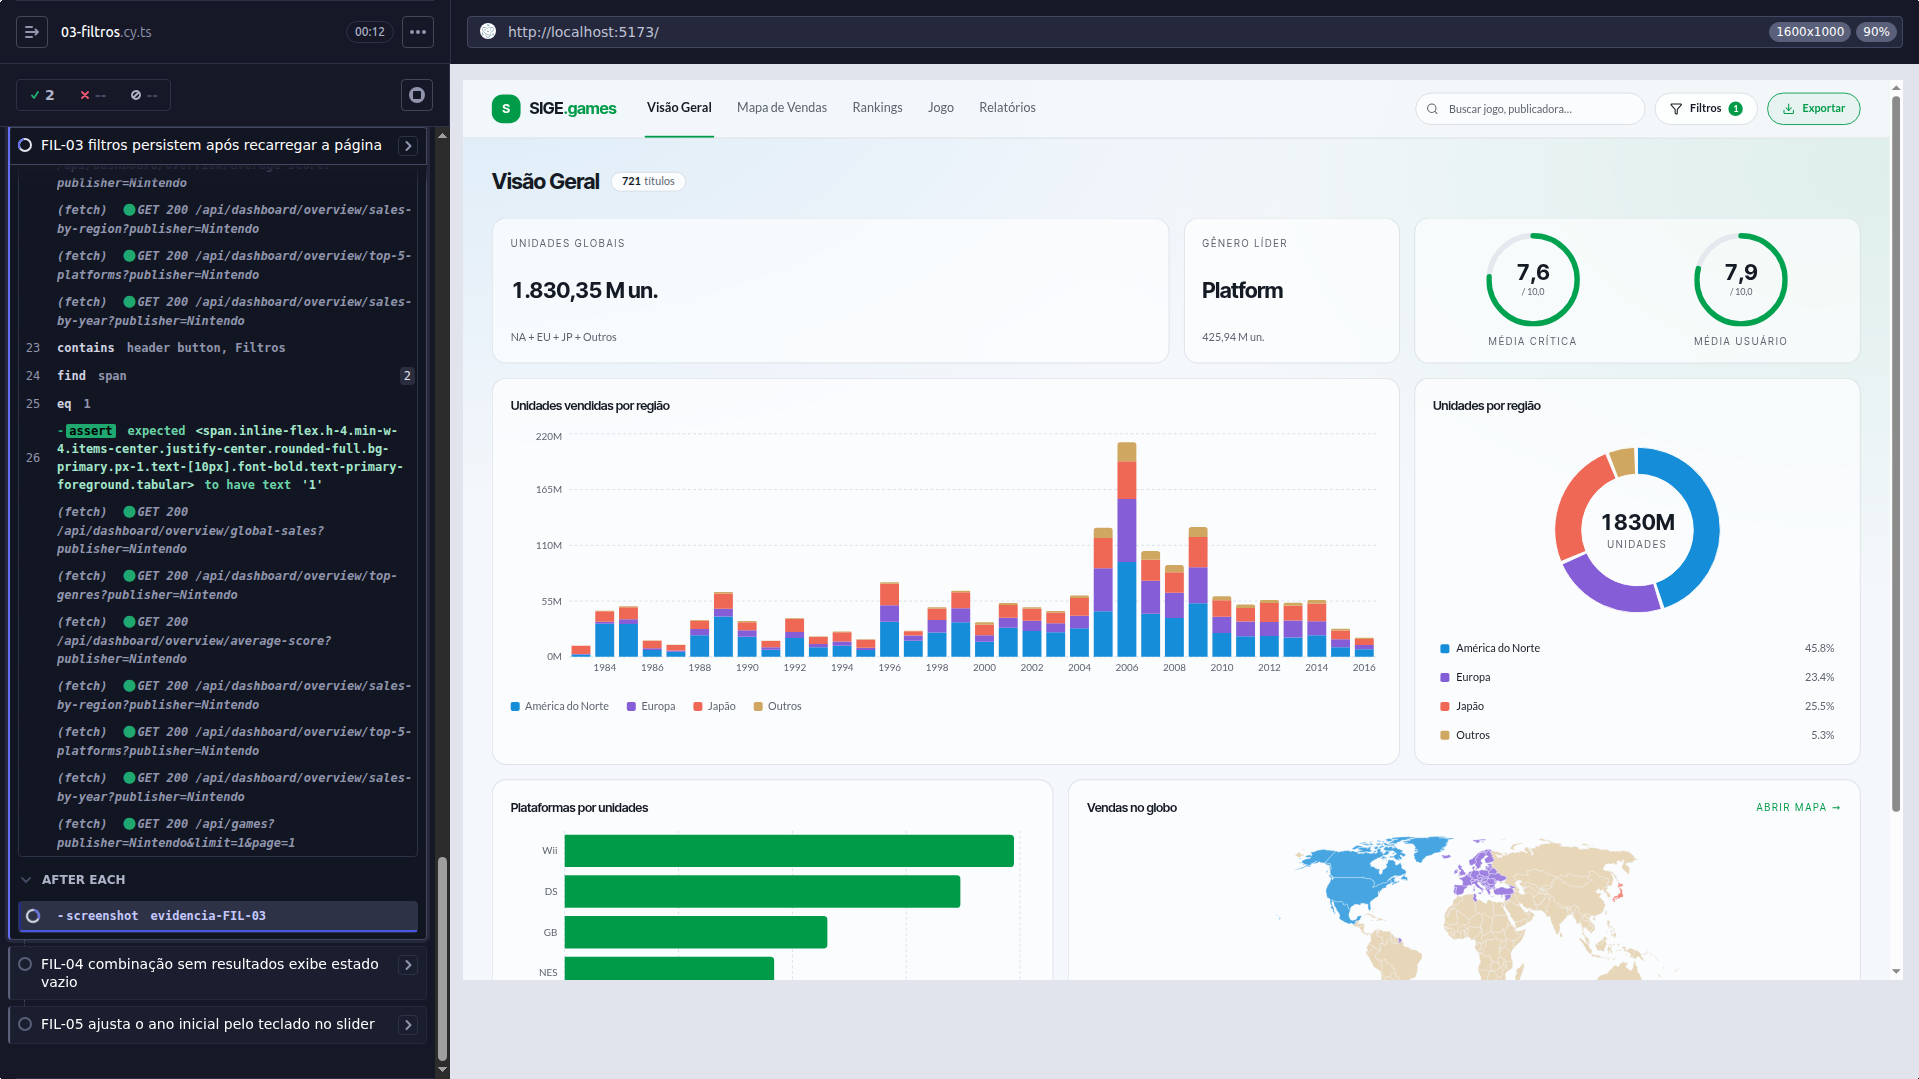 03-filtros.cy.ts
00:12
2
--
--
FIL-03 filtros persistem após recarregar a página
publisher=Nintendo
(fetch) GET 200 /api/dashboard/overview/sales-
by-region?publisher=Nintendo
(fetch) GET 200 /api/dashboard/overview/top-5-
platforms?publisher=Nintendo
(fetch) GET 200 /api/dashboard/overview/sales-
by-year?publisher=Nintendo
23 contains header button, Filtros
24 find span 2
25 eq 1
26 -assert expected <span.inline-flex.h-4.min-w-
4.items-center.justify-center.rounded-full.bg-
primary.px-1.text-[10px].font-bold.text-primary-
foreground.tabular> to have text '1'
(fetch) GET 200
/api/dashboard/overview/global-sales?
publisher=Nintendo
(fetch) GET 200 /api/dashboard/overview/top-
genres?publisher=Nintendo
(fetch) GET 200
/api/dashboard/overview/average-score?
publisher=Nintendo
(fetch) GET 200 /api/dashboard/overview/sales-
by-region?publisher=Nintendo
(fetch) GET 200 /api/dashboard/overview/top-5-
platforms?publisher=Nintendo
(fetch) GET 200 /api/dashboard/overview/sales-
by-year?publisher=Nintendo
(fetch) GET 200 /api/games?
publisher=Nintendo&limit=1&page=1
AFTER EACH
-screenshot evidencia-FIL-03
FIL-04 combinação sem resultados exibe estado
vazio
FIL-05 ajusta o ano inicial pelo teclado no slider
http://localhost:5173/
1600x1000
90%
S
SIGE.games
Visão Geral
Mapa de Vendas
Rankings
Jogo
Relatórios
Buscar jogo, publicadora...
Filtros 1
Exportar
Visão Geral
721 títulos
UNIDADES GLOBAIS
1.830,35 M un.
NA + EU + JP + Outros
GÊNERO LÍDER
Platform
425,94 M un.
7,6
/ 10,0
MÉDIA CRÍTICA
7,9
/ 10,0
MÉDIA USUÁRIO
Unidades vendidas por região
220M
165M
110M
55M
0M
1984 1986 1988 1990 1992 1994 1996 1998 2000 2002 2004 2006 2008 2010 2012 2014 2016
América do Norte Europa Japão Outros
Unidades por região
1830M
UNIDADES
América do Norte 45.8%
Europa 23.4%
Japão 25.5%
Outros 5.3%
Plataformas por unidades
Wii
DS
GB
NES
Vendas no globo
ABRIR MAPA →